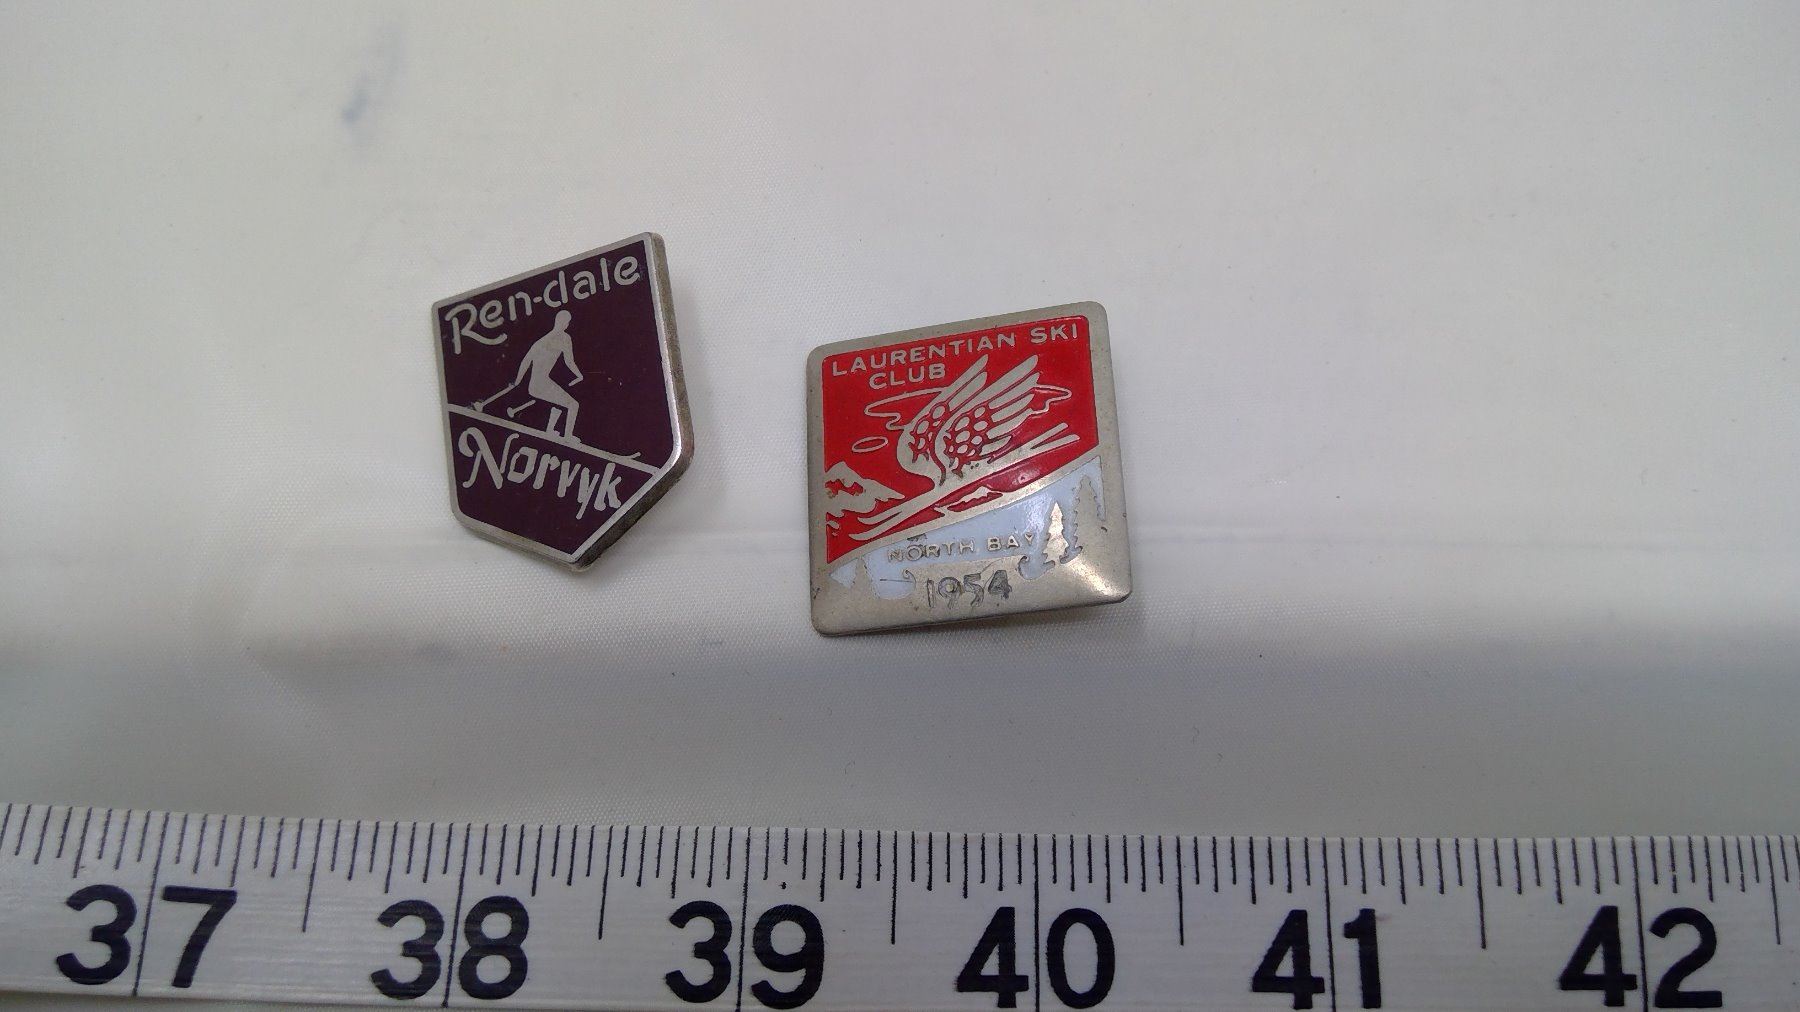 Ren-dale
Norvyk
LAURENTIAN SKI
CLUB
NORTH BAY
1954
37 38 39 40 41 42